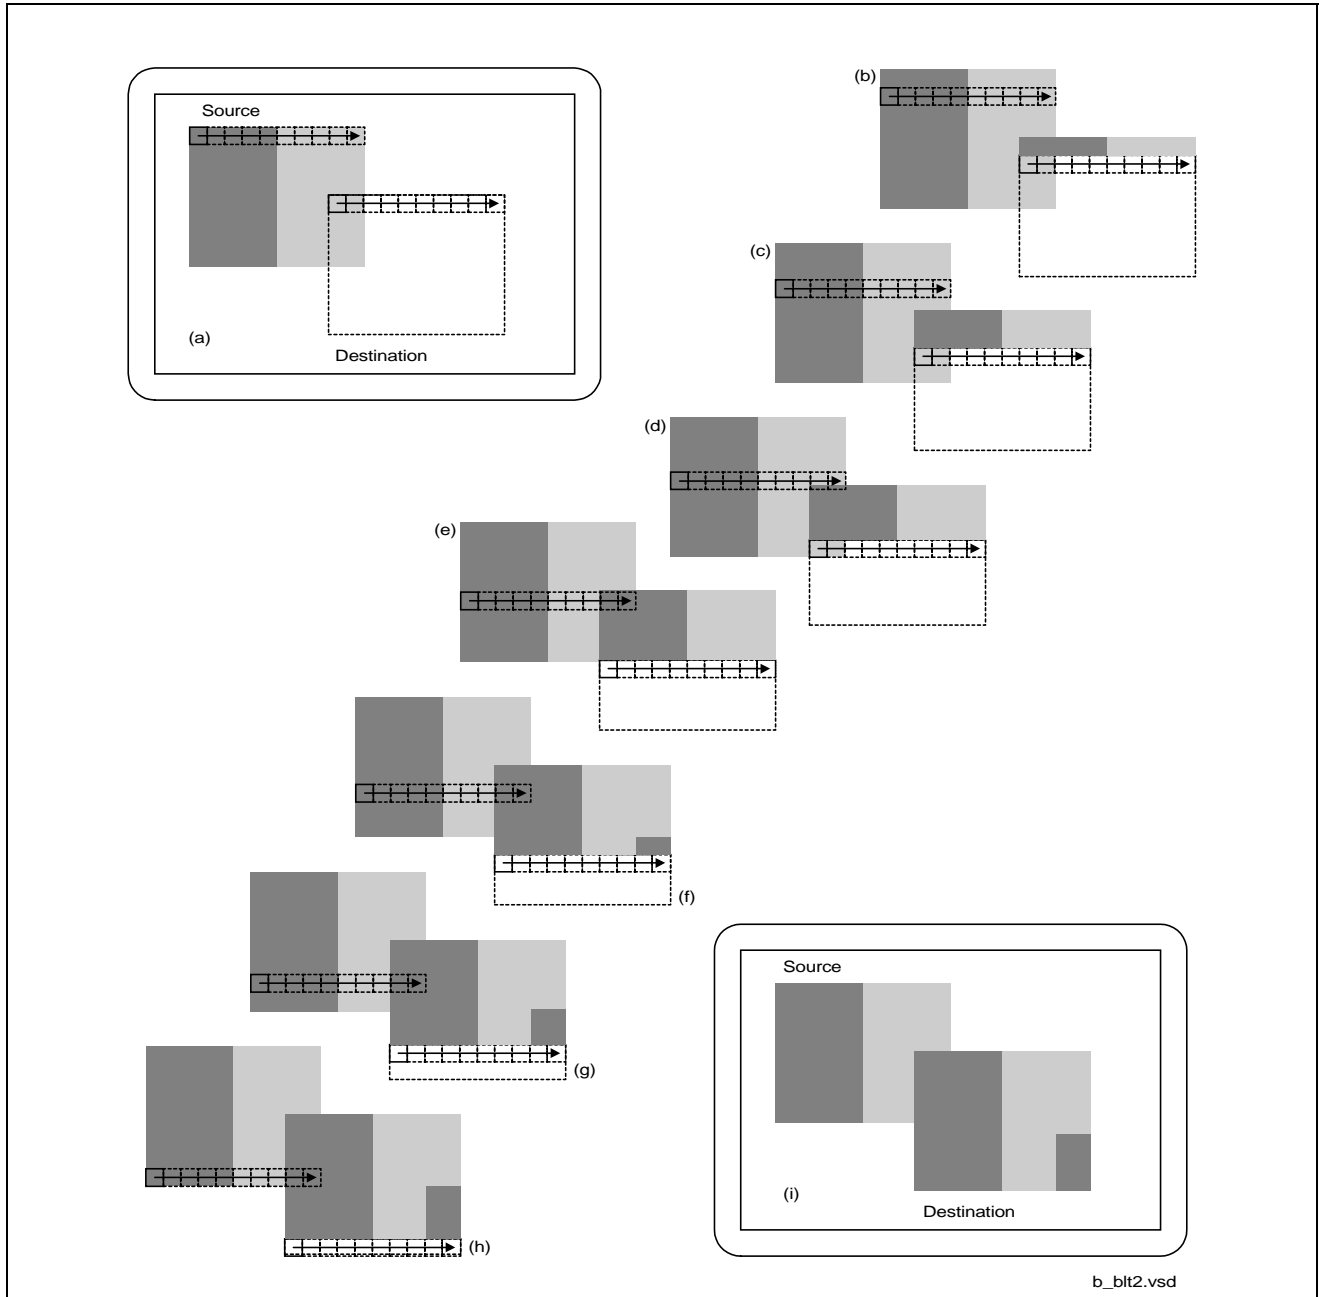 Source
(a)
Destination
(b)
(c)
(d)
(e)
(f)
(g)
(h)
Source
(i)
Destination
b_blt2.vsd